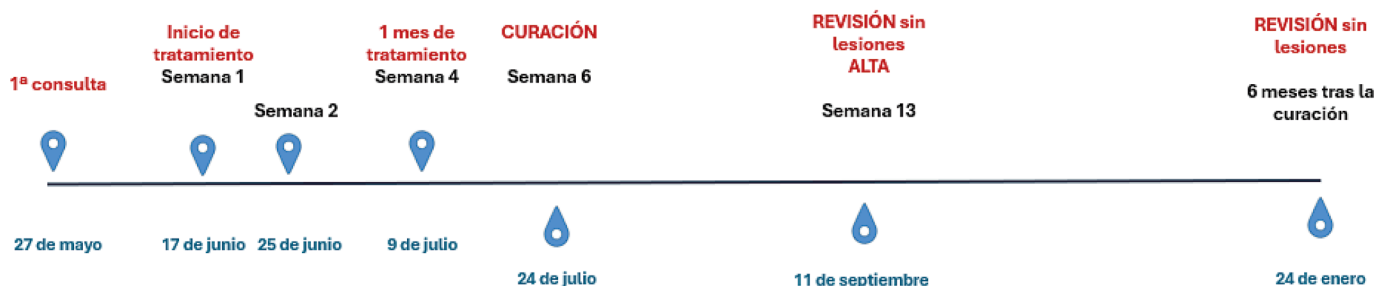 1ª consulta
27 de mayo
Inicio de
tratamiento
Semana 1
17 de junio
Semana 2
25 de junio
1 mes de
tratamiento
Semana 4
9 de julio
CURACIÓN
Semana 6
24 de julio
REVISIÓN sin
lesiones
ALTA
Semana 13
11 de septiembre
REVISIÓN sin
lesiones
6 meses tras la
curación
24 de enero